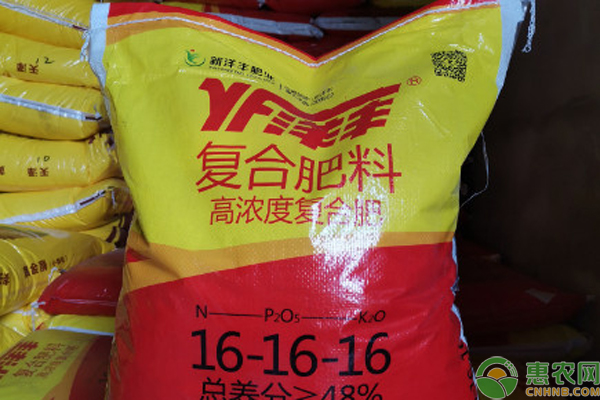 新洋丰肥业
YF洋丰®
复合肥料
高浓度复合肥
N——P₂O₅——K₂O
16-16-16
总养分≥48%
惠农网
CNHNB.COM